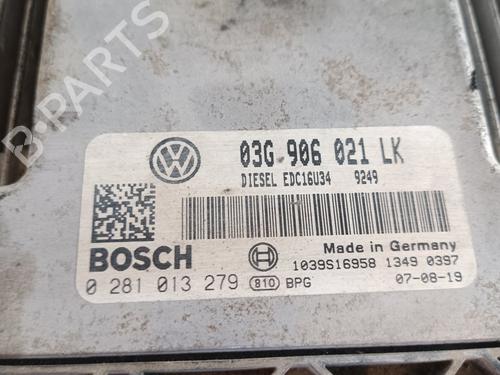 03G 906 021 LK
DIESEL EDC16U34 9249
BOSCH
Made in Germany
1039S16958 1349 0397
0 281 013 279 810 BPG 07-08-19
B-PARTS